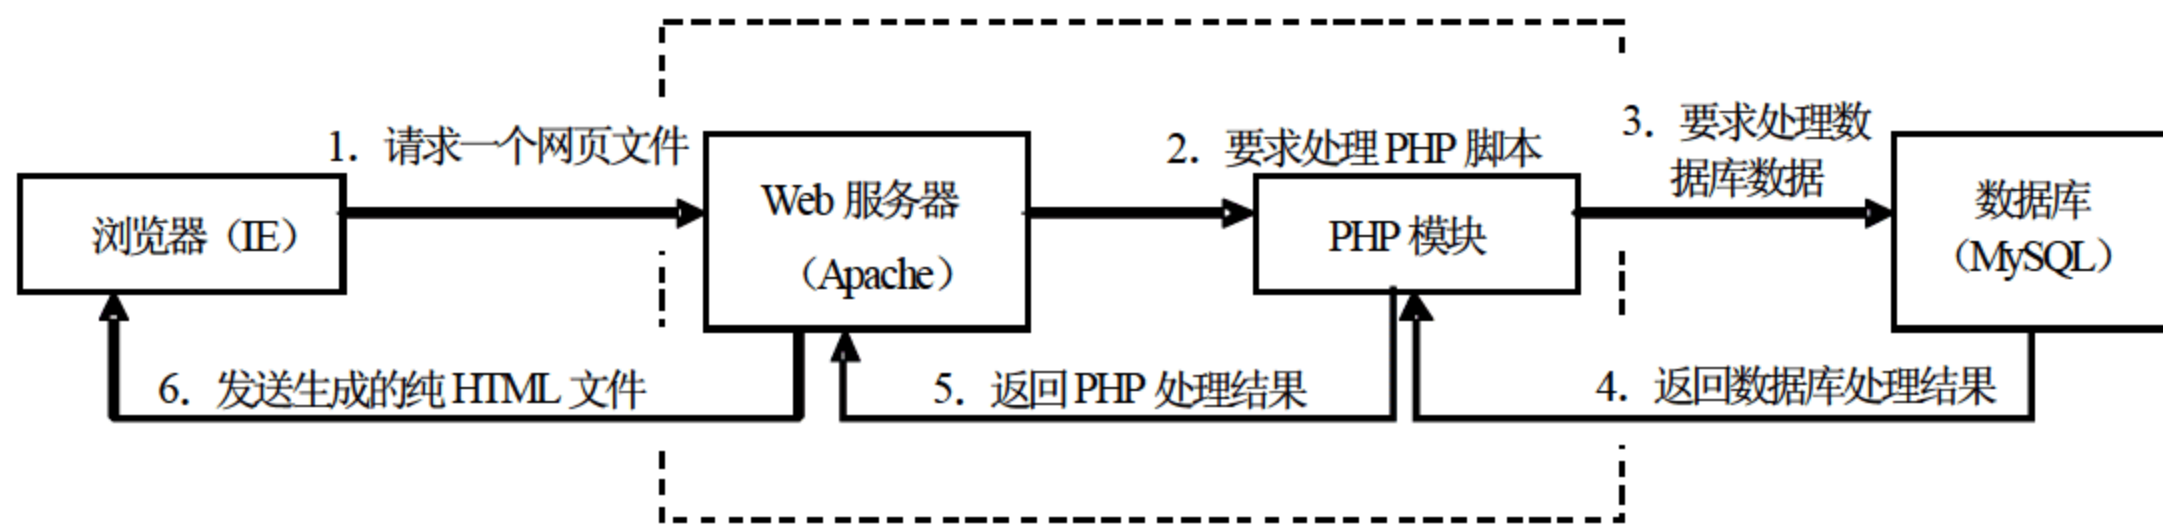 1. 请求一个网页文件
2. 要求处理 PHP 脚本
3. 要求处理数
据库数据
浏览器（IE）
Web 服务器
（Apache）
PHP 模块
数据库
（MySQL）
6. 发送生成的纯 HTML 文件
5. 返回 PHP 处理结果
4. 返回数据库处理结果